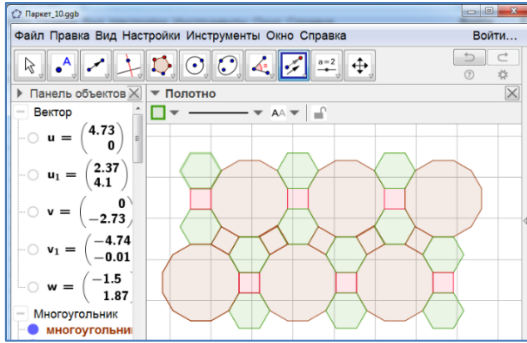 Паркет_10.ggb
Файл Правка Вид Настройки Инструменты Окно Справка Войти...
A a=2
Панель объектов Полотно
Вектор AA
u = (4.73 0)
u₁ = (2.37 4.1)
v = (0 −2.73)
v₁ = (−4.74 −0.01)
w = (−1.5 1.87)
Многоугольник
многоугольни